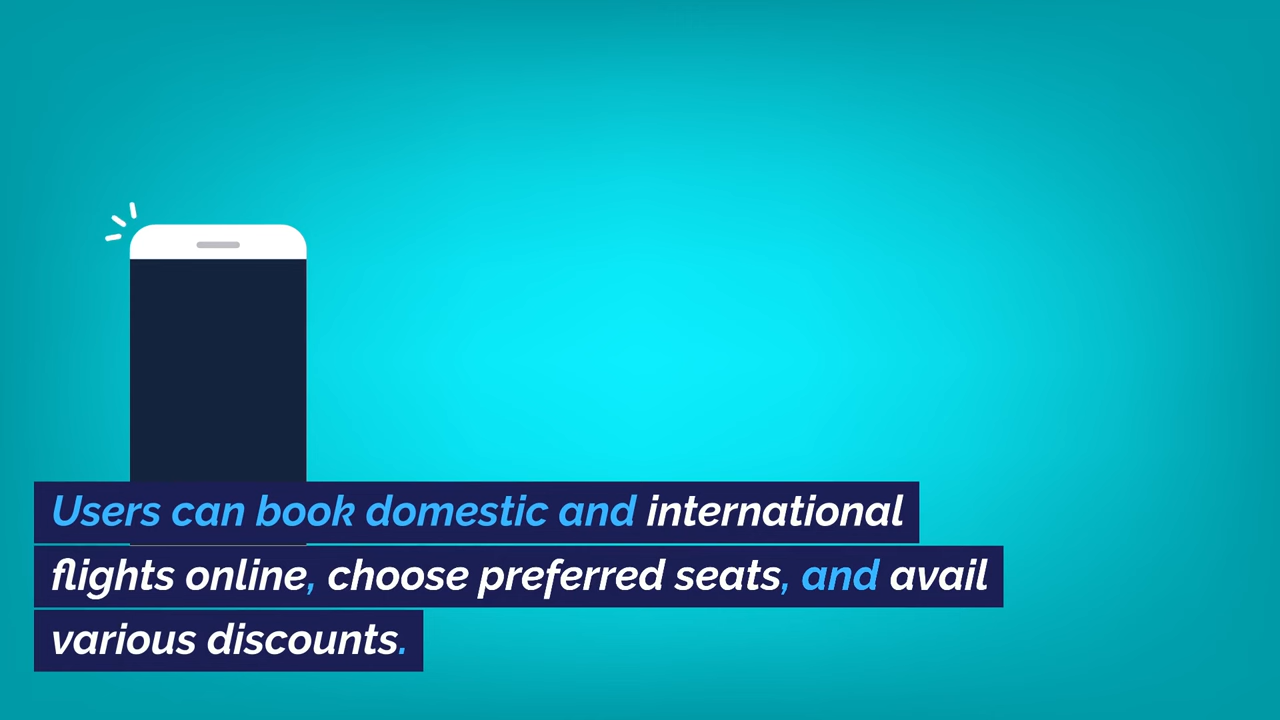 Users can book domestic and international
flights online, choose preferred seats, and avail
various discounts.